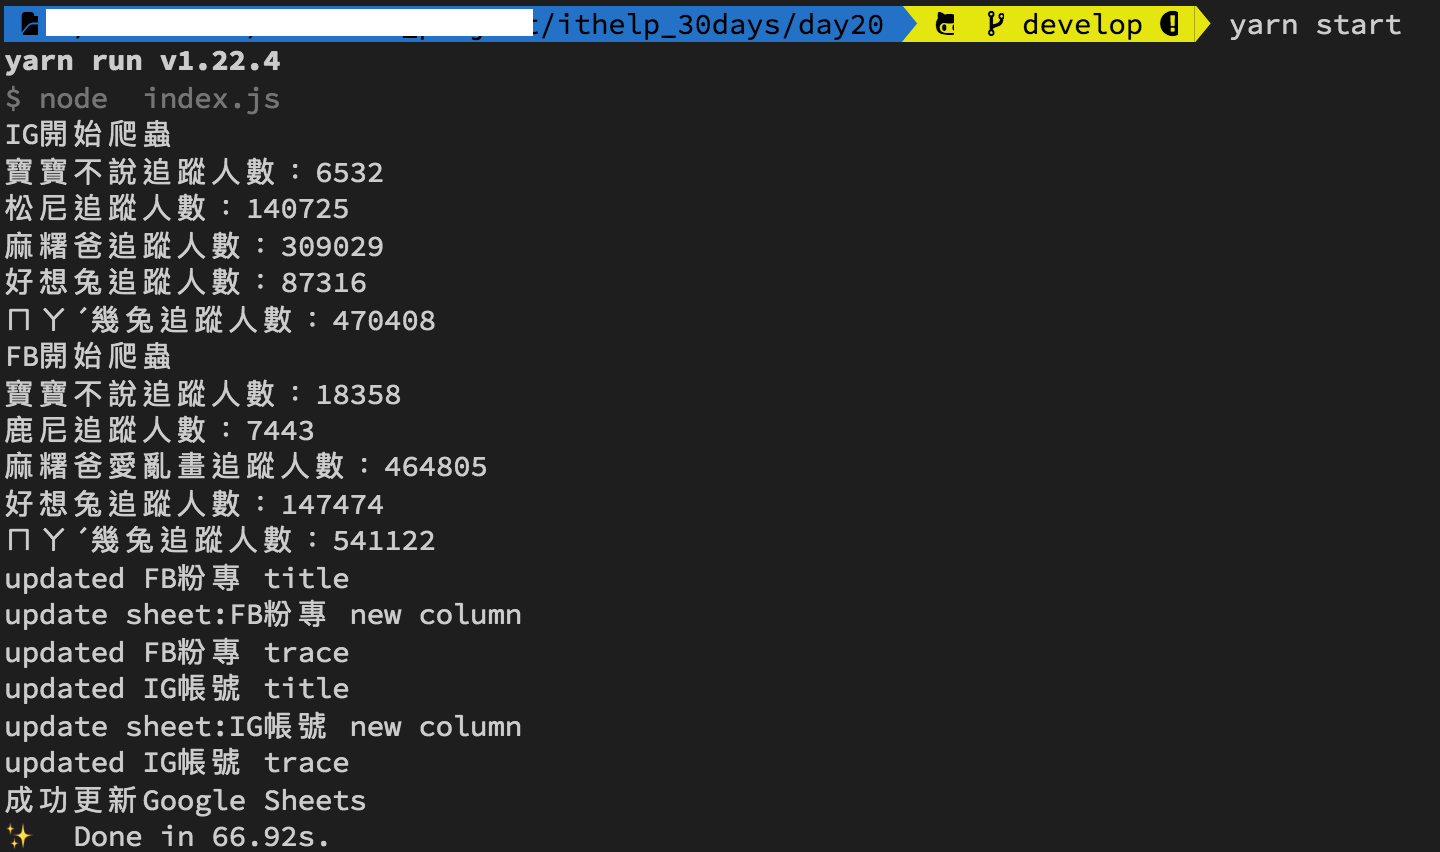 /ithelp_30days/day20 develop yarn start
yarn run v1.22.4
$ node  index.js
IG開始爬蟲
寶寶不說追蹤人數：6532
松尼追蹤人數：140725
麻糬爸追蹤人數：309029
好想兔追蹤人數：87316
ㄇㄚˊ幾兔追蹤人數：470408
FB開始爬蟲
寶寶不說追蹤人數：18358
鹿尼追蹤人數：7443
麻糬爸愛亂畫追蹤人數：464805
好想兔追蹤人數：147474
ㄇㄚˊ幾兔追蹤人數：541122
updated FB粉專 title
update sheet:FB粉專 new column
updated FB粉專 trace
updated IG帳號 title
update sheet:IG帳號 new column
updated IG帳號 trace
成功更新Google Sheets
✨  Done in 66.92s.